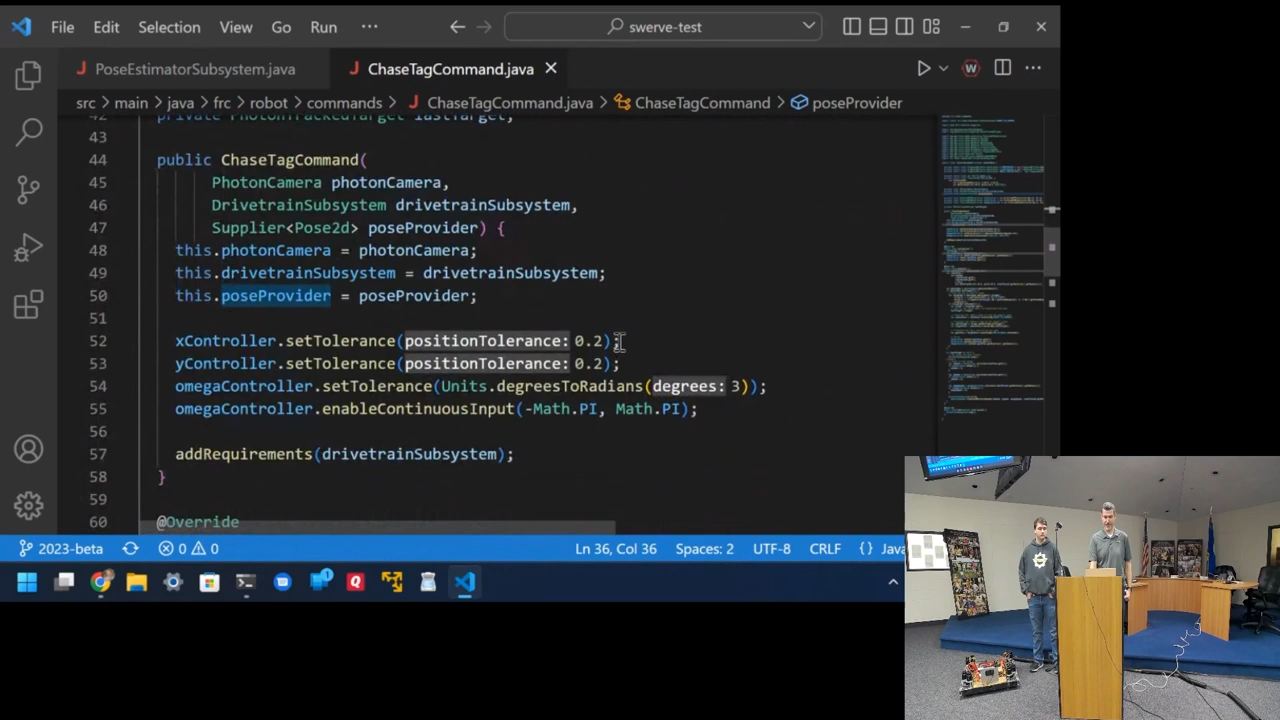 File Edit Selection View Go Run ··· swerve-test
PoseEstimatorSubsystem.java ChaseTagCommand.java
src > main > java > frc > robot > commands > ChaseTagCommand.java > ChaseTagCommand > poseProvider
42 private PhotonTrackedTarget lastTarget;
43
44 public ChaseTagCommand(
45 PhotonCamera photonCamera,
46 DrivetrainSubsystem drivetrainSubsystem,
47 Supplier<Pose2d> poseProvider) {
48 this.photonCamera = photonCamera;
49 this.drivetrainSubsystem = drivetrainSubsystem;
50 this.poseProvider = poseProvider;
51
52 xController.setTolerance(positionTolerance: 0.2);
53 yController.setTolerance(positionTolerance: 0.2);
54 omegaController.setTolerance(Units.degreesToRadians(degrees: 3));
55 omegaController.enableContinuousInput(-Math.PI, Math.PI);
56
57 addRequirements(drivetrainSubsystem);
58 }
59
60 @Override
2023-beta 0 0 Ln 36, Col 36 Spaces: 2 UTF-8 CRLF {} Java